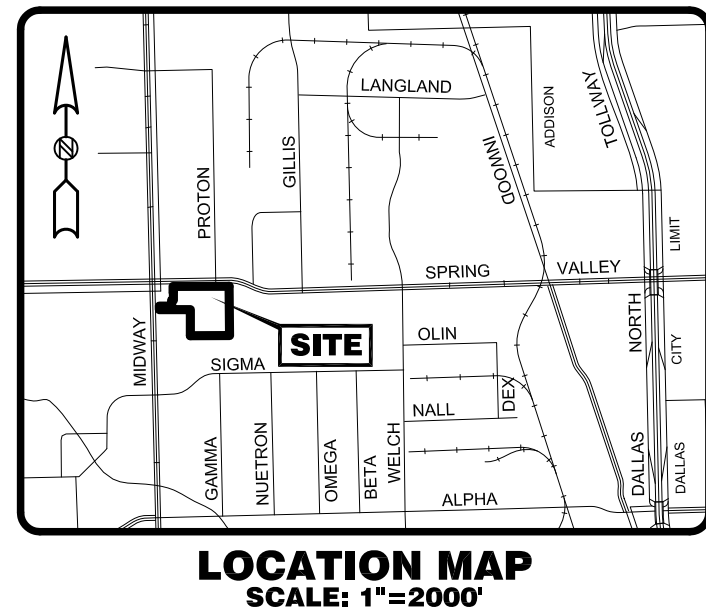 LANGLAND
ADDISON
TOLLWAY
GILLIS
INWOOD
PROTON
LIMIT
SPRING VALLEY
NORTH
SITE
OLIN
MIDWAY
CITY
SIGMA
DEX
NALL
GAMMA
NUETRON
OMEGA
BETA
WELCH
DALLAS
DALLAS
ALPHA
N
LOCATION MAP
SCALE: 1"=2000'